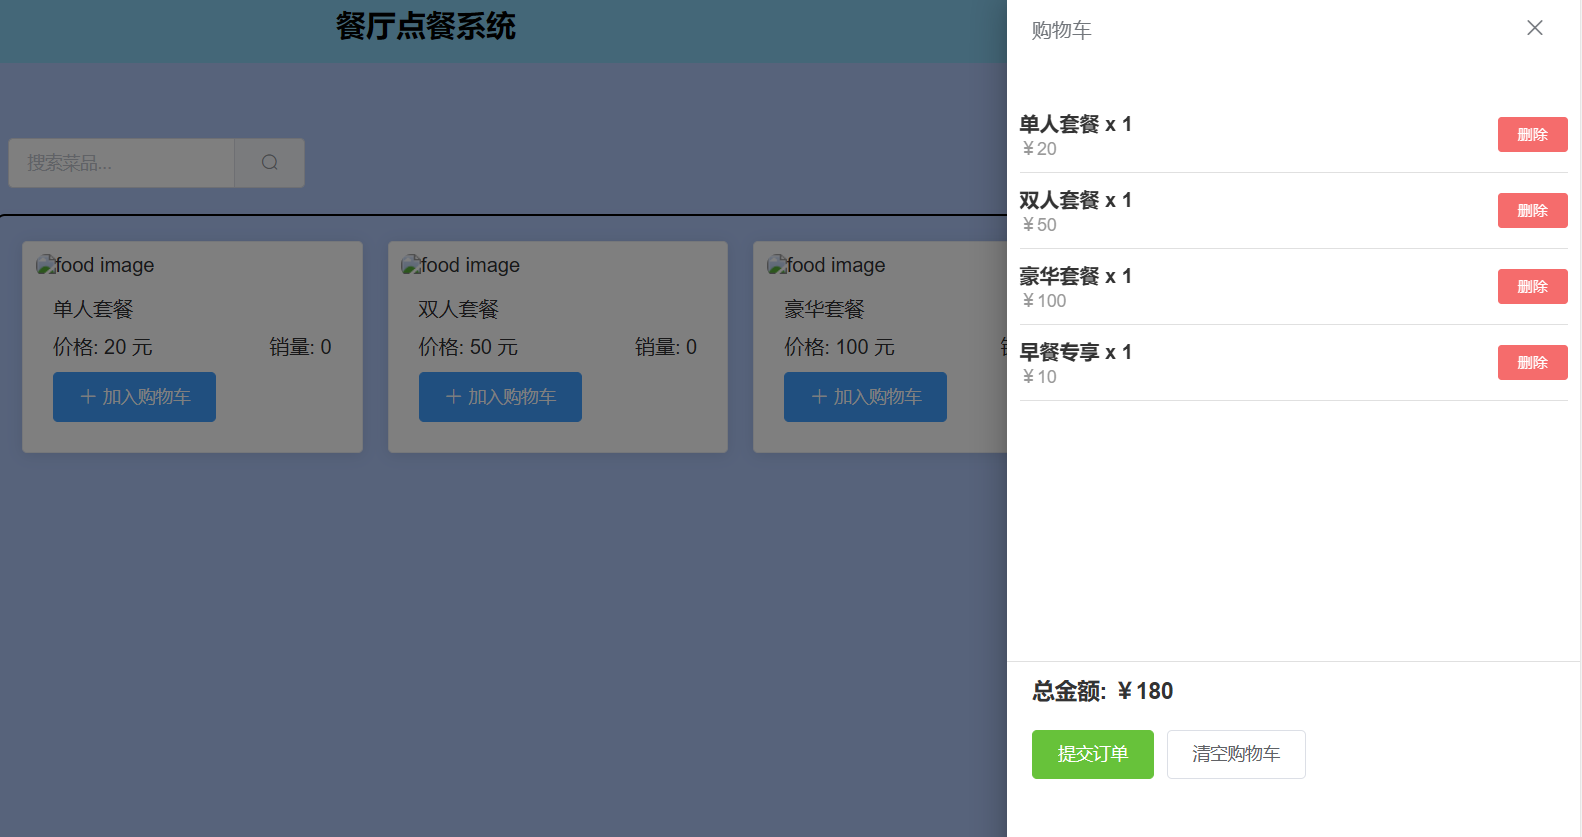 餐厅点餐系统
搜索菜品...
food image
单人套餐
价格: 20 元 销量: 0
加入购物车
food image
双人套餐
价格: 50 元 销量: 0
加入购物车
food image
豪华套餐
价格: 100 元
加入购物车
购物车
单人套餐 x 1
¥20
删除
双人套餐 x 1
¥50
删除
豪华套餐 x 1
¥100
删除
早餐专享 x 1
¥10
删除
总金额: ¥180
提交订单 清空购物车